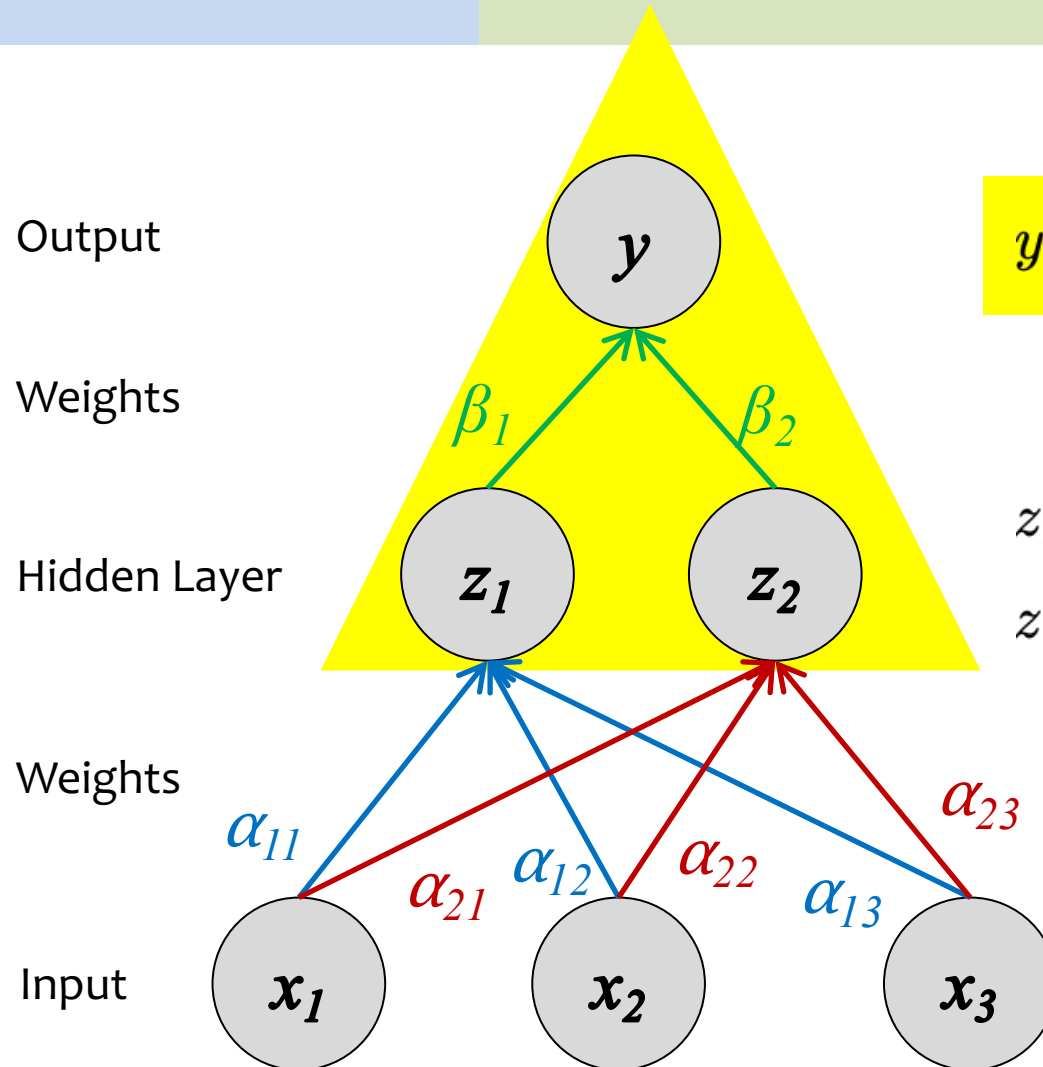 Output
y
y
Weights
β₁
β₂
z
Hidden Layer
z₁
z₂
z
Weights
α₁₁
α₂₁
α₁₂
α₂₂
α₁₃
α₂₃
Input
x₁
x₂
x₃